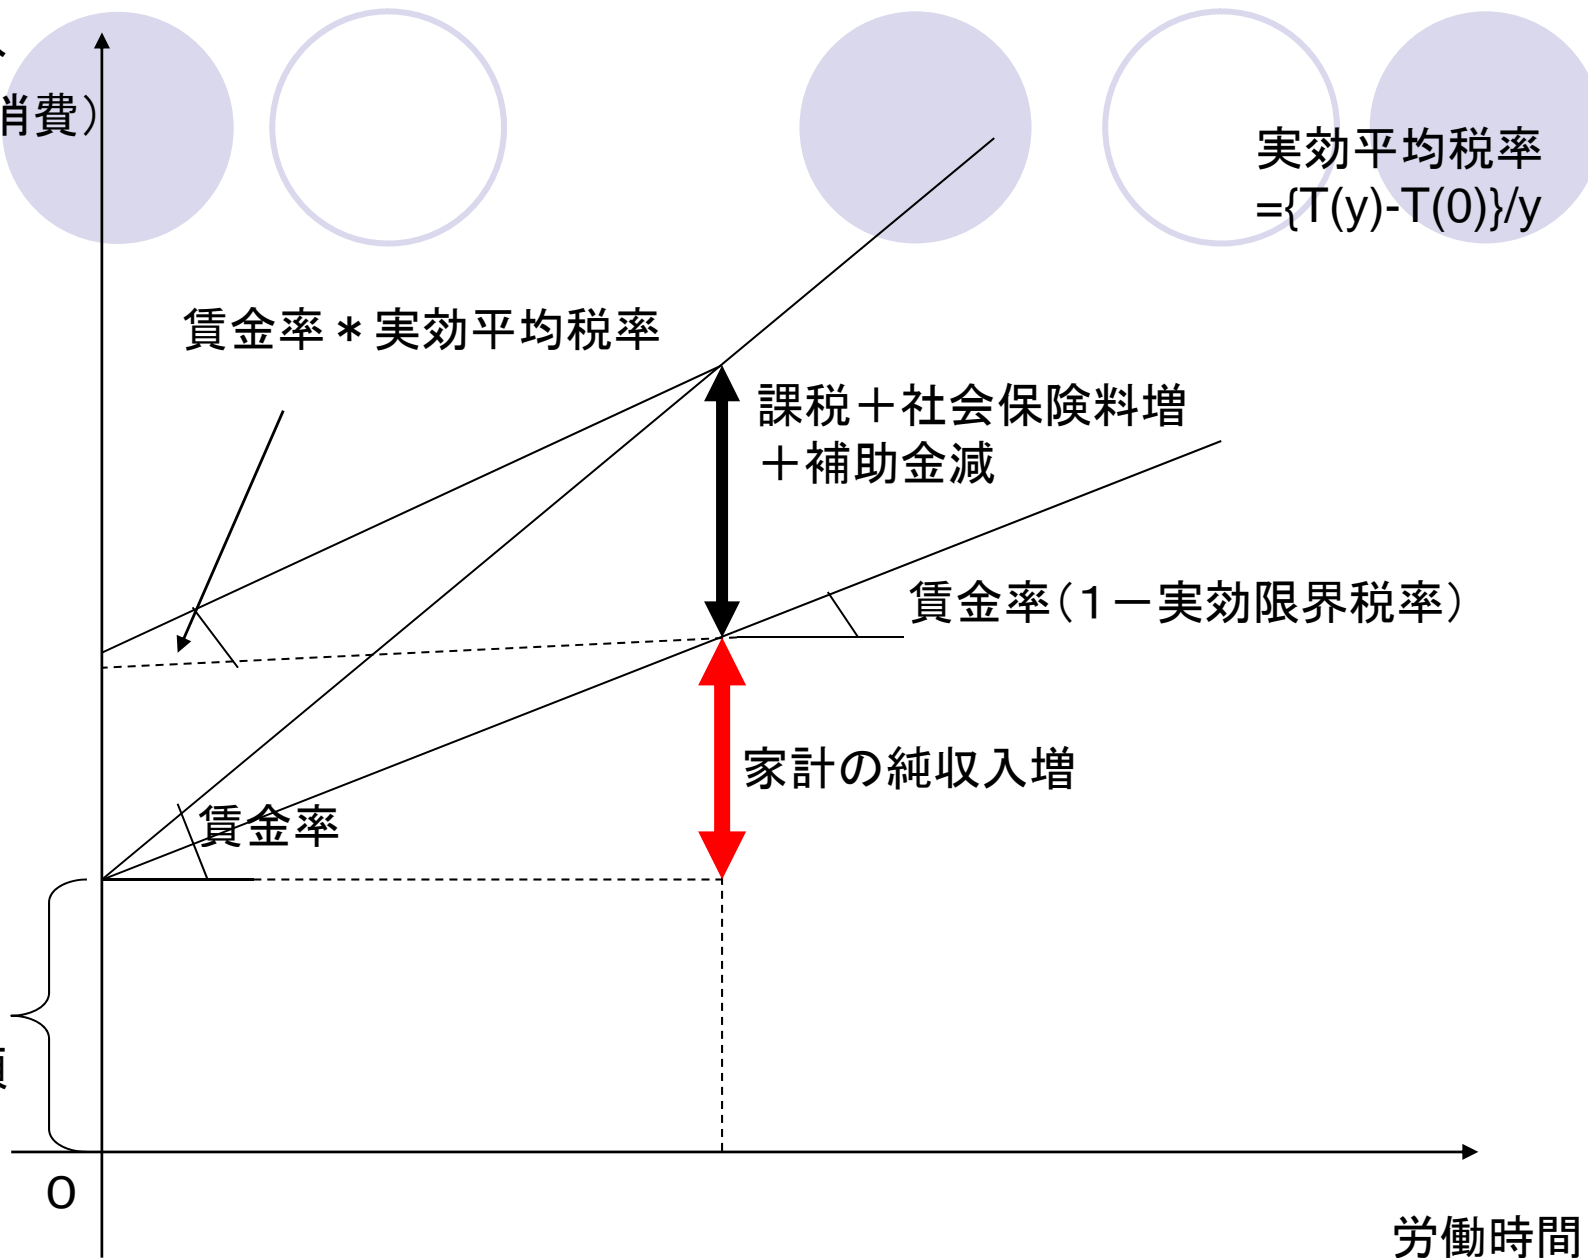 消費）
実効平均税率
={T(y)-T(0)}/y
賃金率＊実効平均税率
課税＋社会保険料増
＋補助金減
賃金率（１－実効限界税率）
家計の純収入増
賃金率
O
労働時間